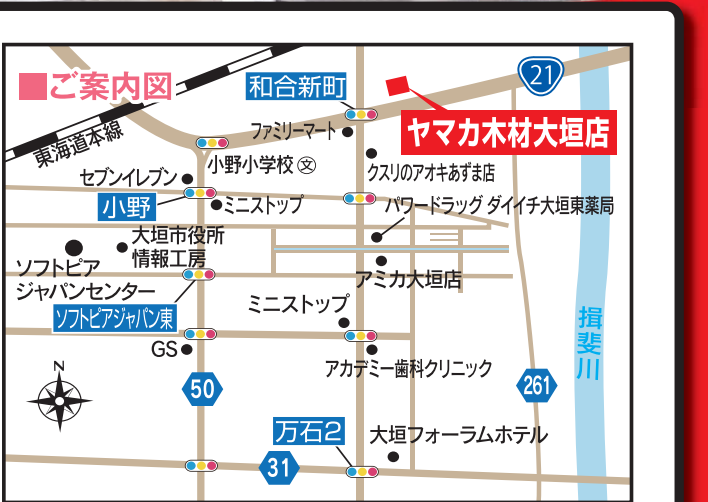 ■ご案内図
和合新町
21
東海道本線
ファミリーマート
ヤマカ木材大垣店
小野小学校 文
クスリのアオキあずま店
セブンイレブン
小野
ミニストップ
パワードラッグ ダイイチ大垣東薬局
大垣市役所
情報工房
ソフトピア
ジャパンセンター
アミカ大垣店
ミニストップ
ソフトピアジャパン東
揖斐川
GS
アカデミー歯科クリニック
N
50
261
万石2
大垣フォーラムホテル
31